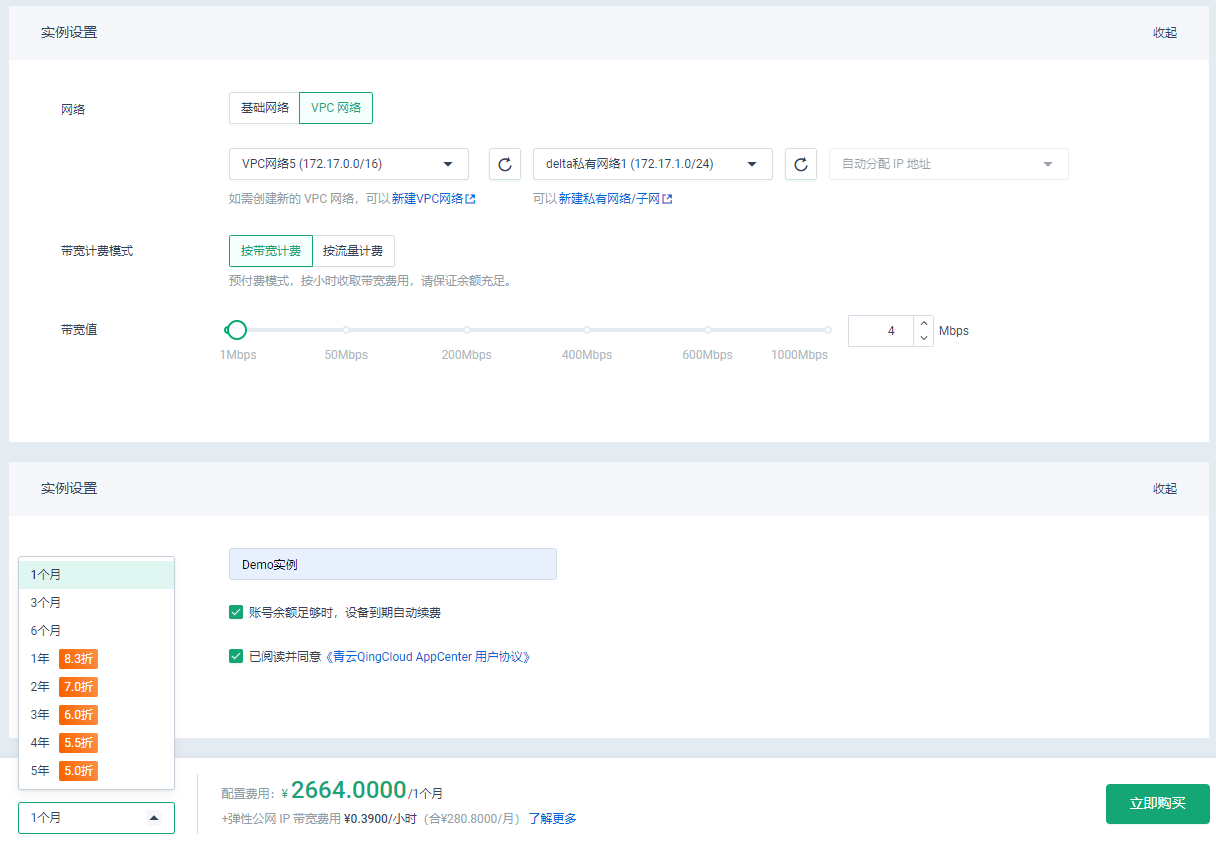 实例设置 收起
网络 基础网络 VPC 网络
VPC网络5 (172.17.0.0/16) delta私有网络1 (172.17.1.0/24) 自动分配 IP 地址
如需创建新的 VPC 网络，可以新建VPC网络 可以新建私有网络/子网
带宽计费模式 按带宽计费 按流量计费
预付费模式，按小时收取带宽费用，请保证余额充足。
带宽值 4 Mbps
1Mbps 50Mbps 200Mbps 400Mbps 600Mbps 1000Mbps
实例设置 收起
Demo实例
账号余额足够时，设备到期自动续费
已阅读并同意《青云QingCloud AppCenter 用户协议》
1个月
3个月
6个月
1年 8.3折
2年 7.0折
3年 6.0折
4年 5.5折
5年 5.0折
1个月
配置费用：¥2664.0000/1个月
+弹性公网 IP 带宽费用 ¥0.3900/小时（合¥280.8000/月） 了解更多
立即购买